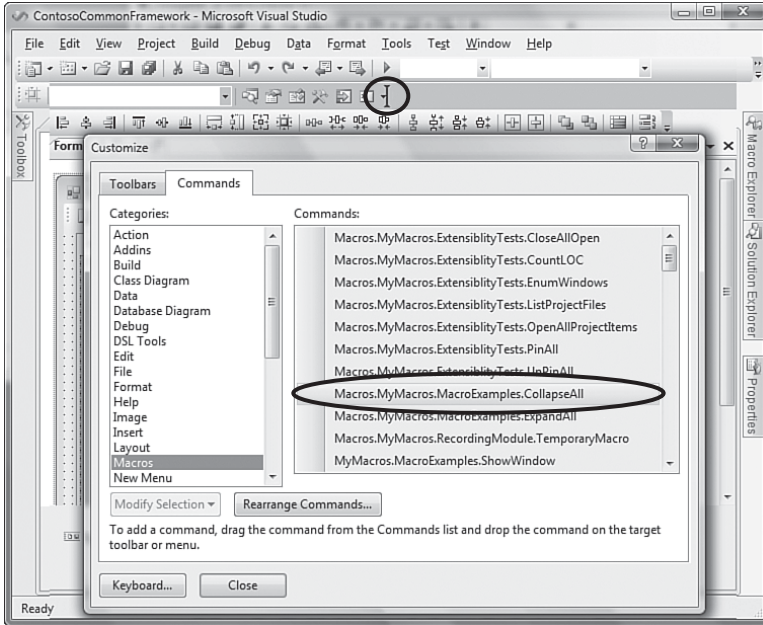 ContosoCommonFramework - Microsoft Visual Studio
File Edit View Project Build Debug Data Format Tools Test Window Help
Toolbox
Form
Customize
Toolbars Commands
Categories:
Action
Addins
Build
Class Diagram
Data
Database Diagram
Debug
DSL Tools
Edit
File
Format
Help
Image
Insert
Layout
Macros
New Menu
Commands:
Macros.MyMacros.ExtensiblityTests.CloseAllOpen
Macros.MyMacros.ExtensiblityTests.CountLOC
Macros.MyMacros.ExtensiblityTests.EnumWindows
Macros.MyMacros.ExtensiblityTests.ListProjectFiles
Macros.MyMacros.ExtensiblityTests.OpenAllProjectItems
Macros.MyMacros.ExtensiblityTests.PinAll
Macros.MyMacros.ExtensiblityTests.UnPinAll
Macros.MyMacros.MacroExamples.CollapseAll
Macros.MyMacros.MacroExamples.ExpandAll
Macros.MyMacros.RecordingModule.TemporaryMacro
MyMacros.MacroExamples.ShowWindow
Modify Selection Rearrange Commands...
To add a command, drag the command from the Commands list and drop the command on the target
toolbar or menu.
Keyboard... Close
Macro Explorer
Solution Explorer
Properties
Ready